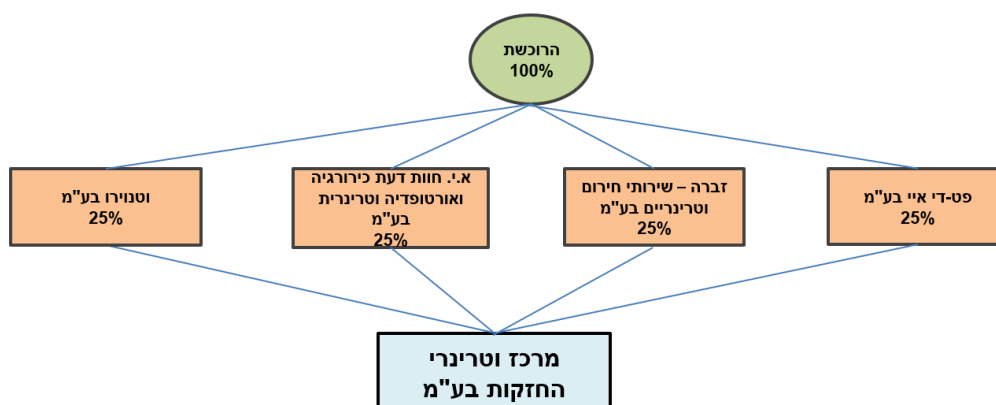 הרוכשת
100%
פט-די איי בע"מ
25%
זברה – שירותי חירום
וטרינריים בע"מ
25%
א.י. חוות דעת כירורגיה
ואורטופדיה וטרינרית
בע"מ
25%
וטנוירו בע"מ
25%
מרכז וטרינרי
החזקות בע"מ